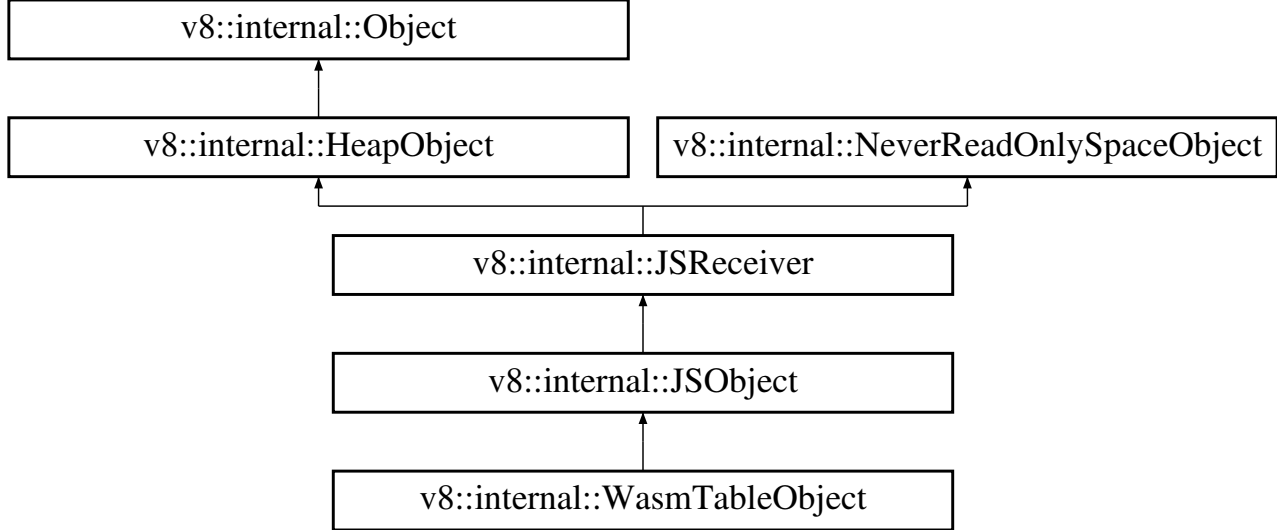 v8::internal::Object
v8::internal::HeapObject
v8::internal::NeverReadOnlySpaceObject
v8::internal::JSReceiver
v8::internal::JSObject
v8::internal::WasmTableObject